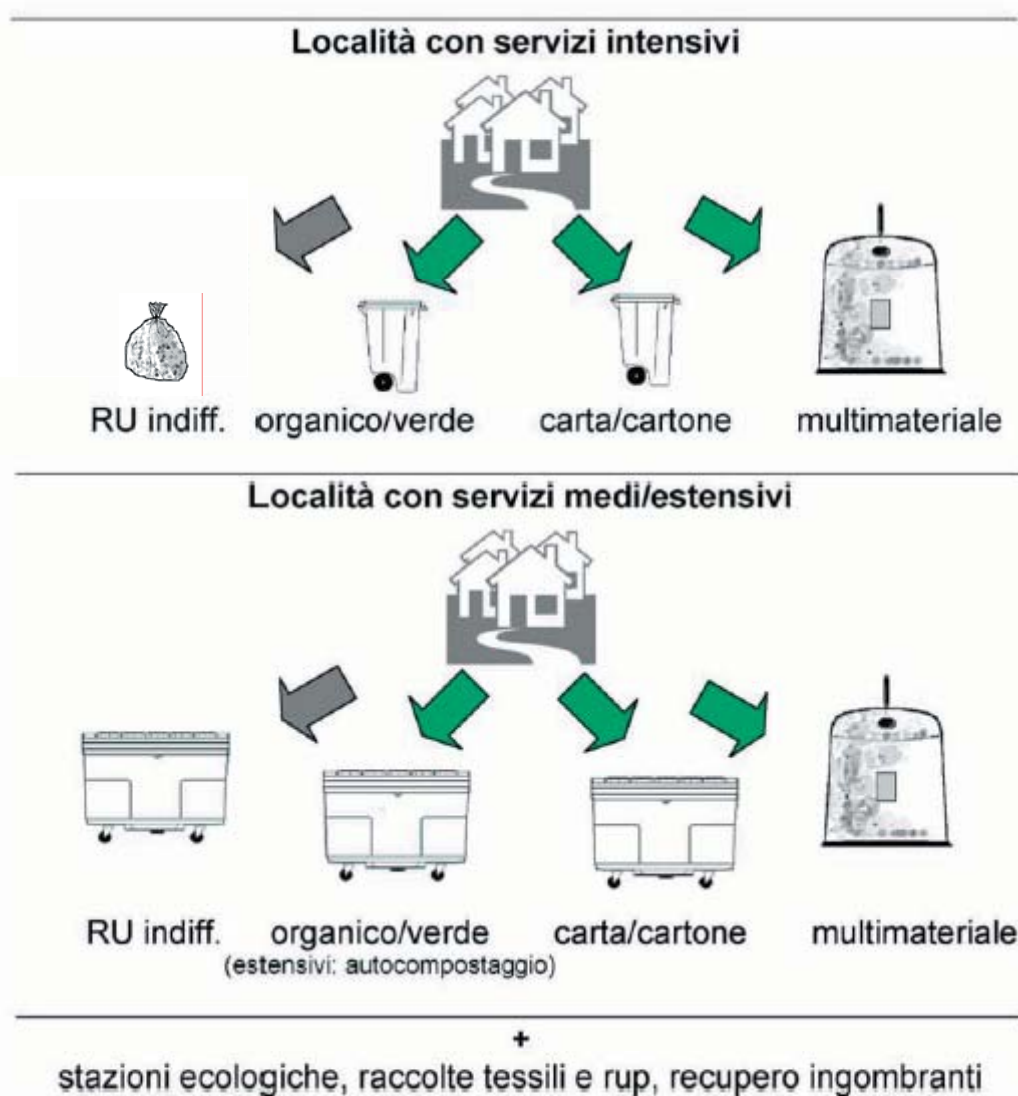 Località con servizi intensivi
RU indiff. organico/verde carta/cartone multimateriale
Località con servizi medi/estensivi
RU indiff. organico/verde carta/cartone multimateriale
(estensivi: autocompostaggio)
+
stazioni ecologiche, raccolte tessili e rup, recupero ingombranti